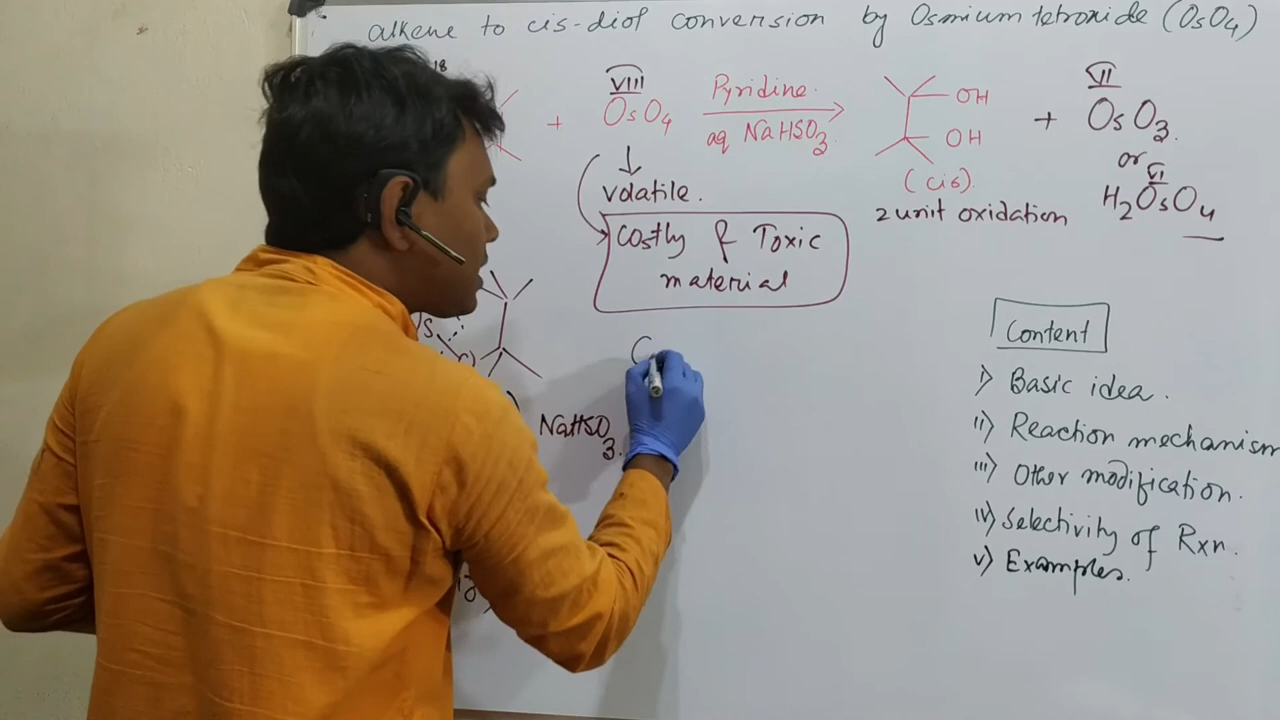 alkene to cis-diol conversion by Osmium tetroxide (OsO4)
18
+ VIII OsO4 Pyridine. aq NaHSO3 OH OH (cis). + VII OsO3.
or
VI H2OsO4
volatile.
2 unit oxidation
Costly & Toxic
material
Content
i) Basic idea.
ii) Reaction mechanism
iii) Other modification.
iv) Selectivity of Rxn.
v) Examples.
NaHSO3.
C